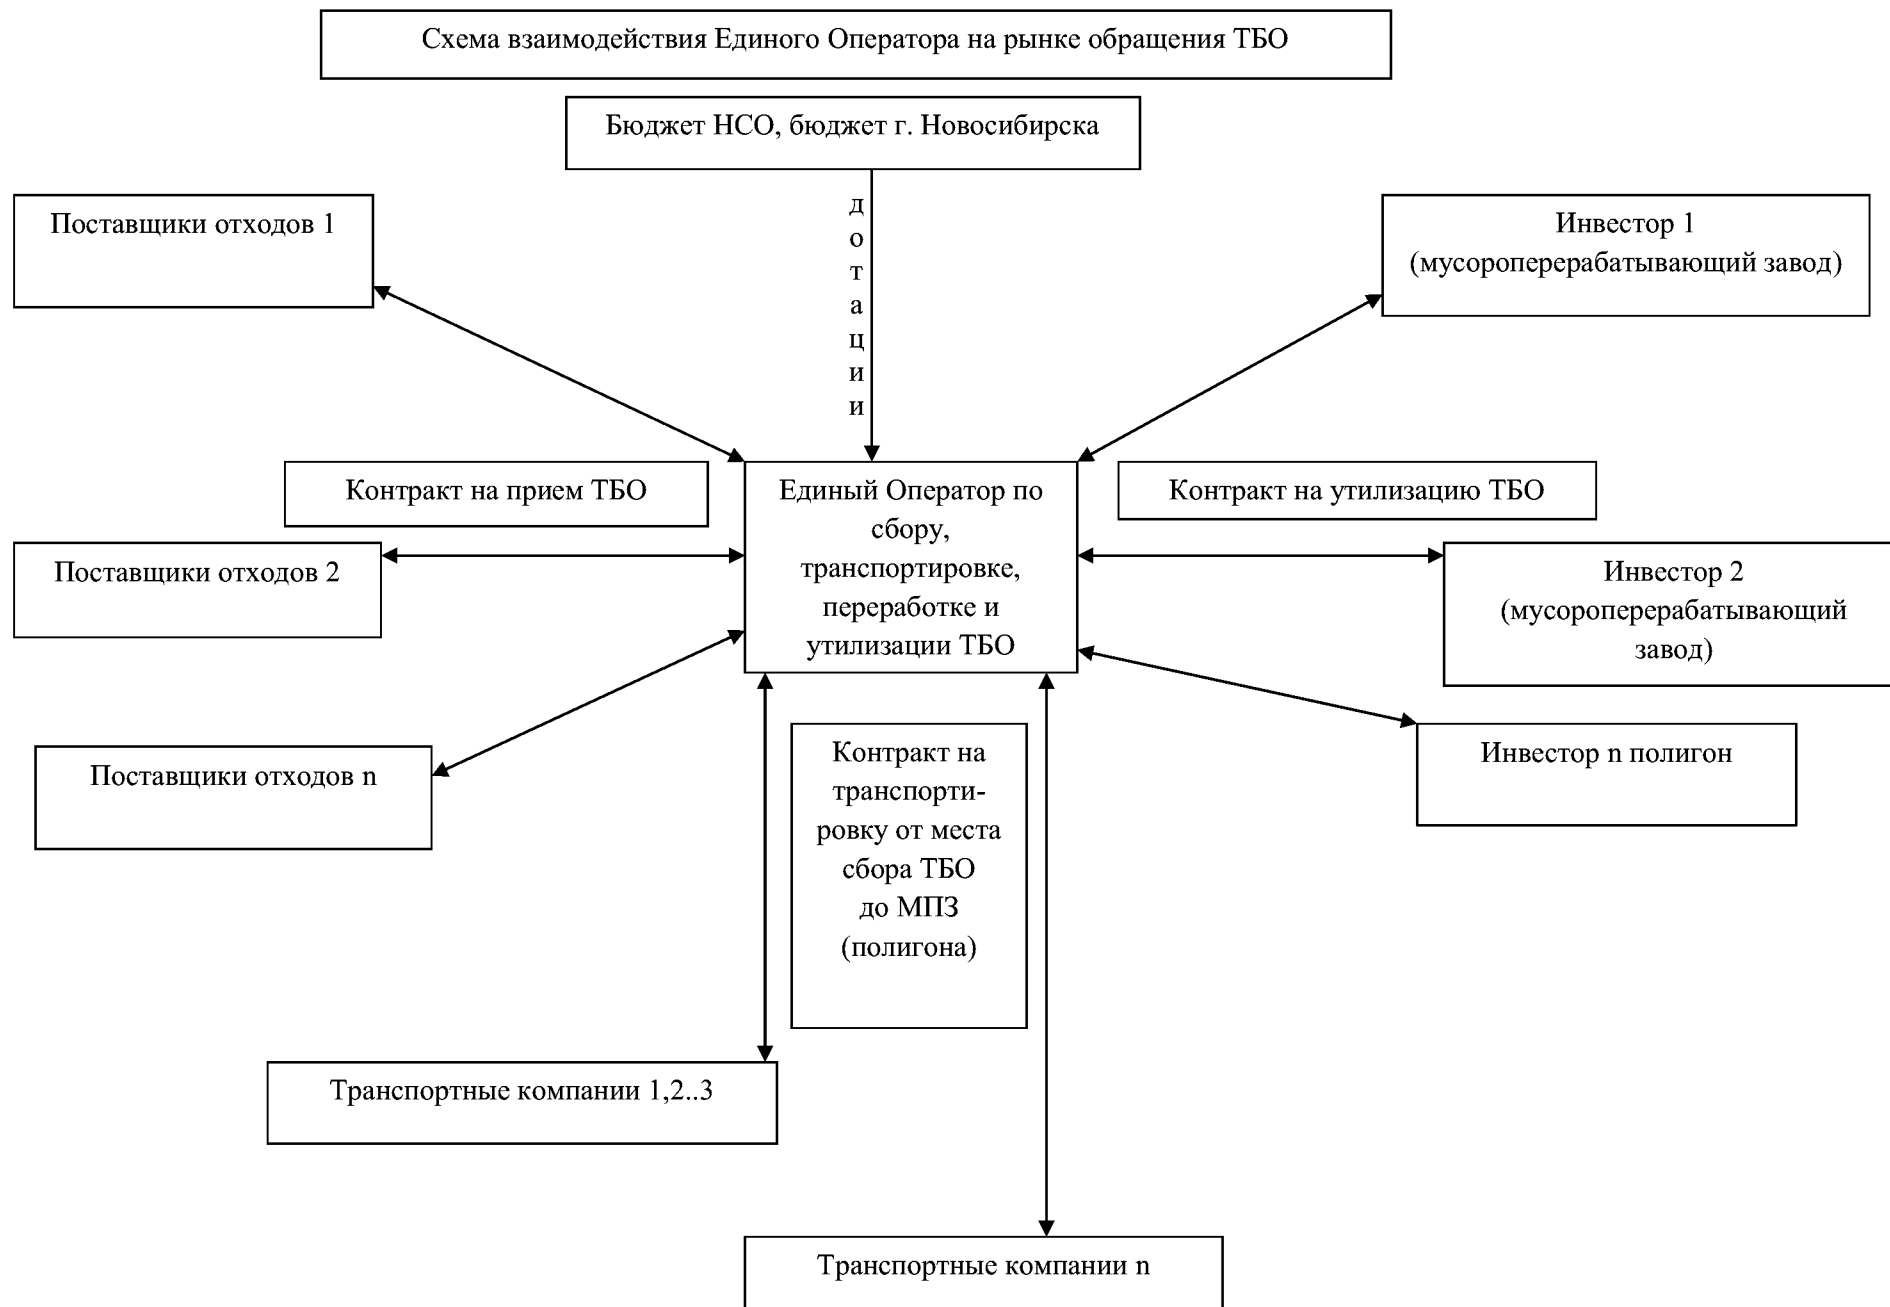 Схема взаимодействия Единого Оператора на рынке обращения ТБО
Бюджет НСО, бюджет г. Новосибирска
дотации
Поставщики отходов 1
Инвестор 1
(мусороперерабатывающий завод)
Контракт на прием ТБО
Единый Оператор по
сбору,
транспортировке,
переработке и
утилизации ТБО
Контракт на утилизацию ТБО
Поставщики отходов 2
Инвестор 2
(мусороперерабатывающий
завод)
Поставщики отходов n
Контракт на
транспорти-
ровку от места
сбора ТБО
до МПЗ
(полигона)
Инвестор n полигон
Транспортные компании 1,2..3
Транспортные компании n